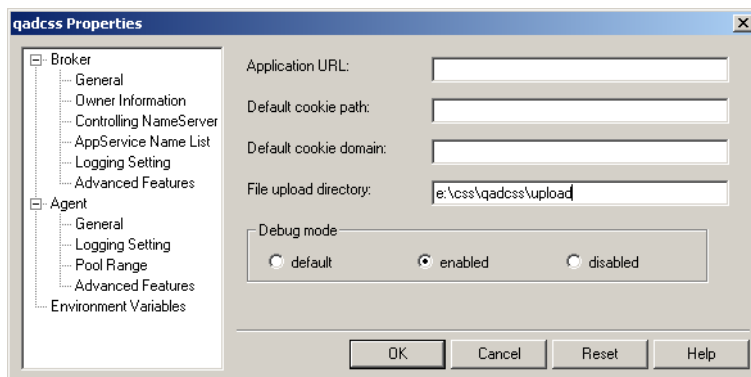 qadcss Properties
Broker
General
Owner Information
Controlling NameServer
AppService Name List
Logging Setting
Advanced Features
Agent
General
Logging Setting
Pool Range
Advanced Features
Environment Variables
Application URL:
Default cookie path:
Default cookie domain:
File upload directory: e:\css\qadcss\upload
Debug mode
default enabled disabled
OK Cancel Reset Help